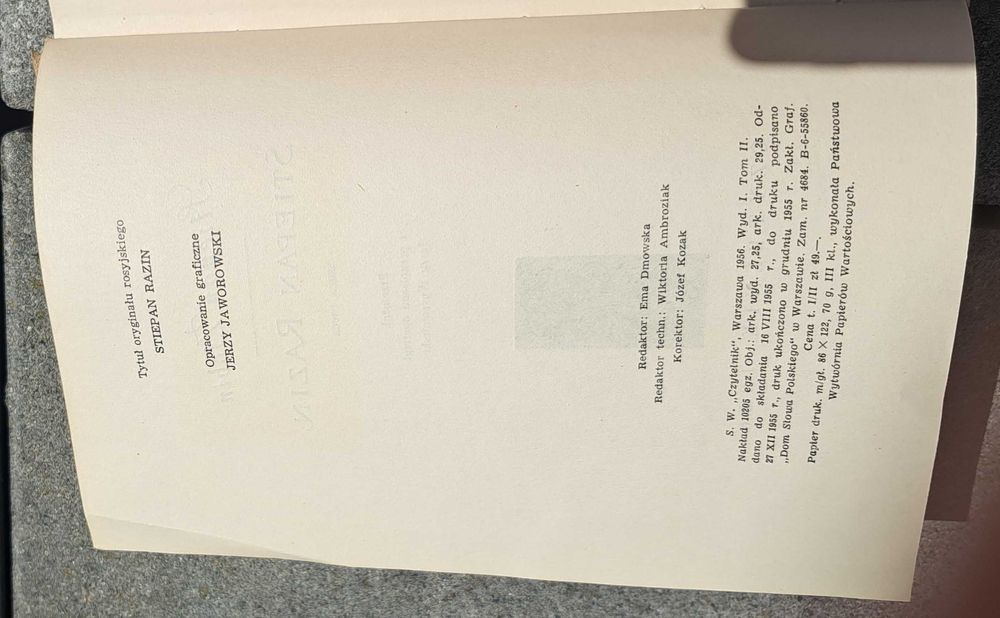 Tytuł oryginału rosyjskiego
STIEPAN RAZIN
Opracowanie graficzne
JERZY JAWOROWSKI
Redaktor: Ema Dmowska
Redaktor techn.: Wiktoria Ambroziak
Korektor: Józef Kozak
S. W. „Czytelnik“, Warszawa 1956. Wyd. I. Tom II.
Nakład 10205 egz. Obj.: ark. wyd. 27,25, ark. druk. 29,25. Od-
dano do składania 16 VIII 1955 r., do druku podpisano
27 XII 1955 r., druk ukończono w grudniu 1955 r. Zakł. Graf.
„Dom Słowa Polskiego“ w Warszawie. Zam. nr 4684. B-6-55860.
Cena t. I/II zł 49.—.
Papier druk. m/gł. 86 × 122, 70 g, III kl., wykonała Państwowa
Wytwórnia Papierów Wartościowych.